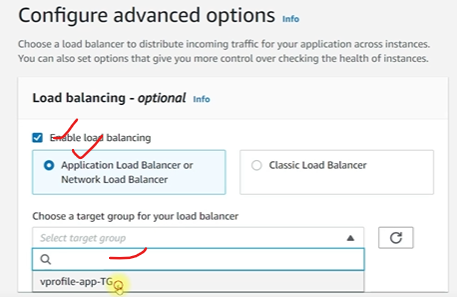 Configure advanced options Info
Choose a load balancer to distribute incoming traffic for your application across instances.
You can also set options that give you more control over checking the health of instances.
Load balancing - optional Info
Enable load balancing
Application Load Balancer or
Network Load Balancer
Classic Load Balancer
Choose a target group for your load balancer
Select target group
vprofile-app-TG